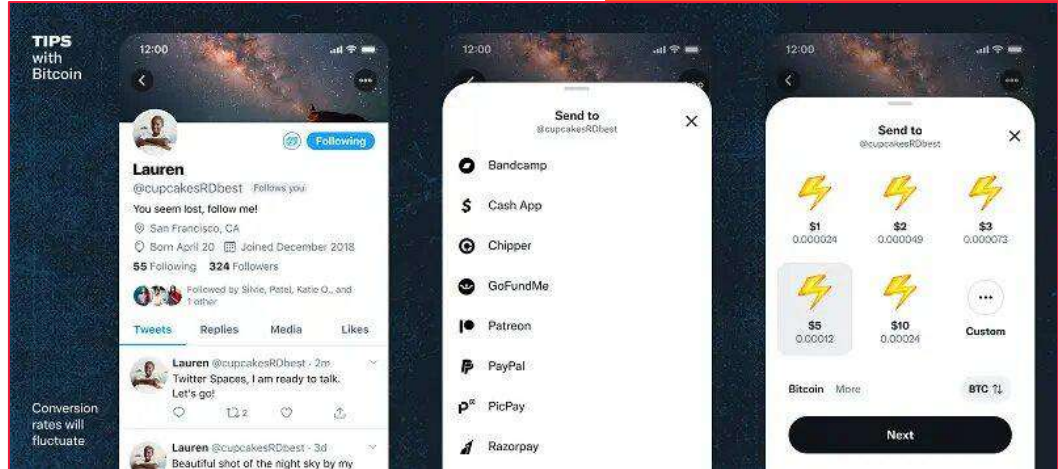 TIPS
with
Bitcoin
Conversion
rates will
fluctuate
12:00
Following
Lauren
@cupcakesRDbest Follows you
You seem lost, follow me!
San Francisco, CA
Born April 20 Joined December 2018
55 Following 324 Followers
Followed by Silvie, Patel, Katie O., and
1 other
Tweets Replies Media Likes
Lauren @cupcakesRDbest · 2m
Twitter Spaces, I am ready to talk.
Let's go!
2
Lauren @cupcakesRDbest · 3d
Beautiful shot of the night sky by my
12:00
Send to
@cupcakesRDbest
Bandcamp
Cash App
Chipper
GoFundMe
Patreon
PayPal
PicPay
Razorpay
12:00
Send to
@cupcakesRDbest
$1 $2 $3
0.000024 0.000049 0.000073
$5 $10 Custom
0.00012 0.00024
Bitcoin More BTC
Next